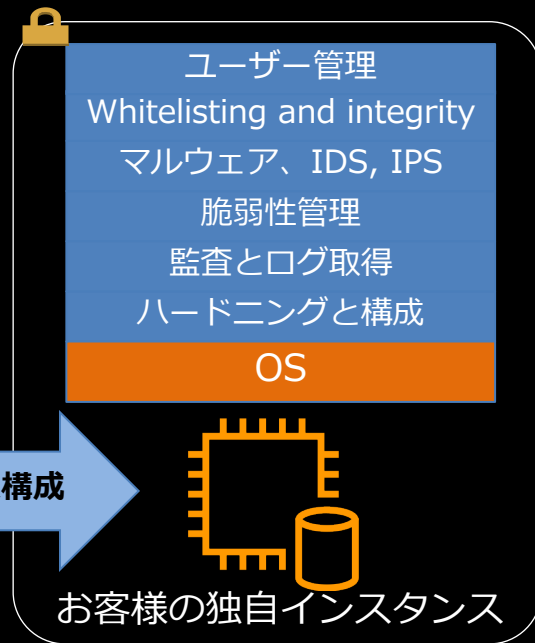 ユーザー管理
Whitelisting and integrity
マルウェア、IDS, IPS
脆弱性管理
監査とログ取得
ハードニングと構成
OS
構成
お客様の独自インスタンス